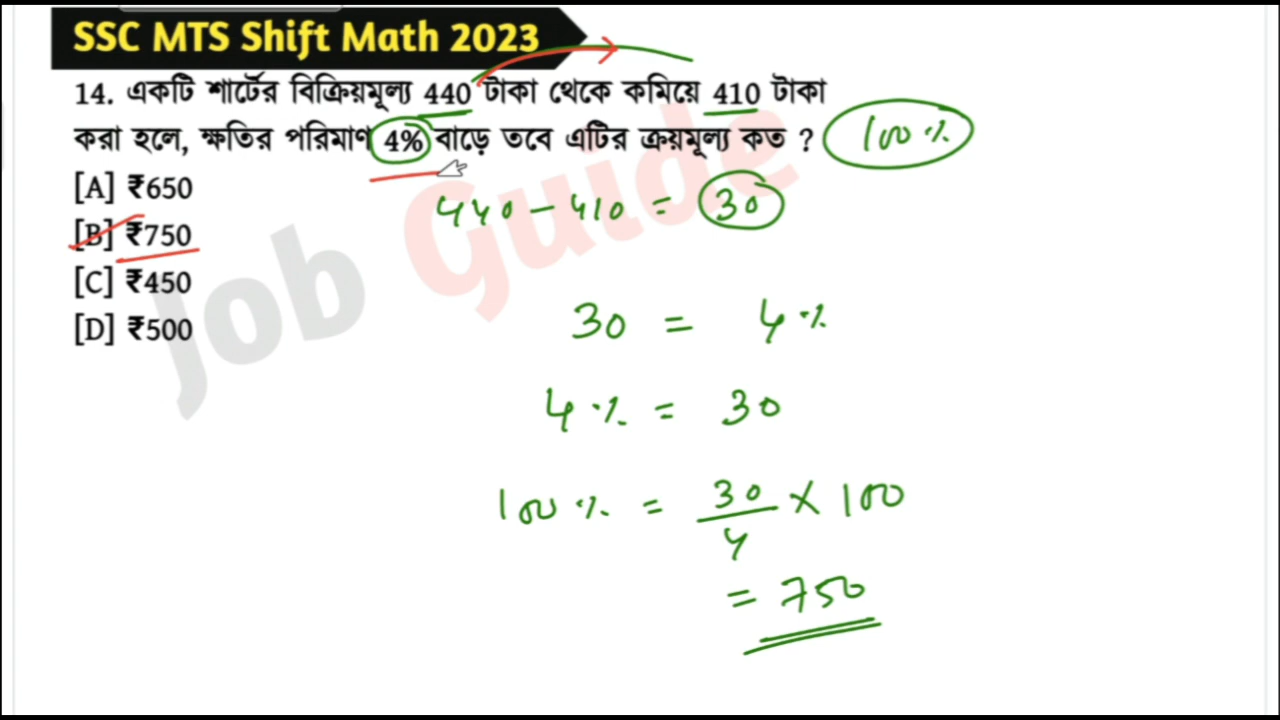 SSC MTS Shift Math 2023
14. একটি শার্টের বিক্রিয়মূল্য 440 টাকা থেকে কমিয়ে 410 টাকা
করা হলে, ক্ষতির পরিমাণ 4% বাড়ে তবে এটির ক্রয়মূল্য কত ? 100%
[A] ₹650
440 - 410 = 30
[B] ₹750
[C] ₹450
[D] ₹500
Job Guide
30 = 4%
4% = 30
100% = 30/4 × 100
= 750